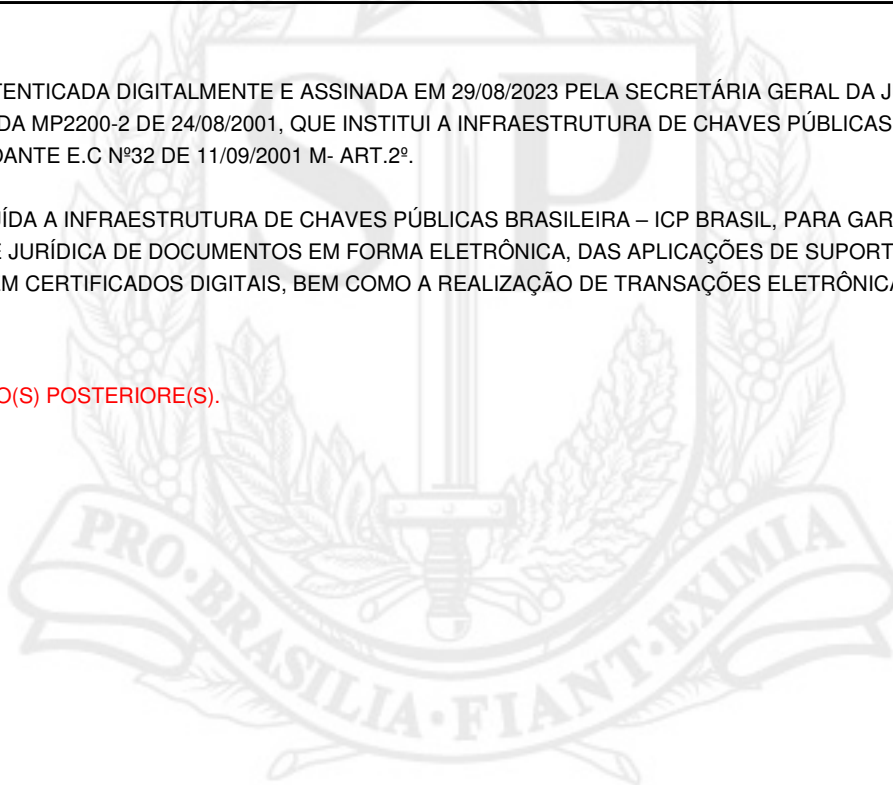 TENTICADA DIGITALMENTE E ASSINADA EM 29/08/2023 PELA SECRETÁRIA GERAL DA J
DA MP2200-2 DE 24/08/2001, QUE INSTITUI A INFRAESTRUTURA DE CHAVES PÚBLICAS
DANTE E.C Nº32 DE 11/09/2001 M- ART.2º.
ÍDA A INFRAESTRUTURA DE CHAVES PÚBLICAS BRASILEIRA – ICP BRASIL, PARA GAR
E JURÍDICA DE DOCUMENTOS EM FORMA ELETRÔNICA, DAS APLICAÇÕES DE SUPORT
EM CERTIFICADOS DIGITAIS, BEM COMO A REALIZAÇÃO DE TRANSAÇÕES ELETRÔNICA
O(S) POSTERIORE(S).
SP
PRO·BRASILIA·FIANT·EXIMIA